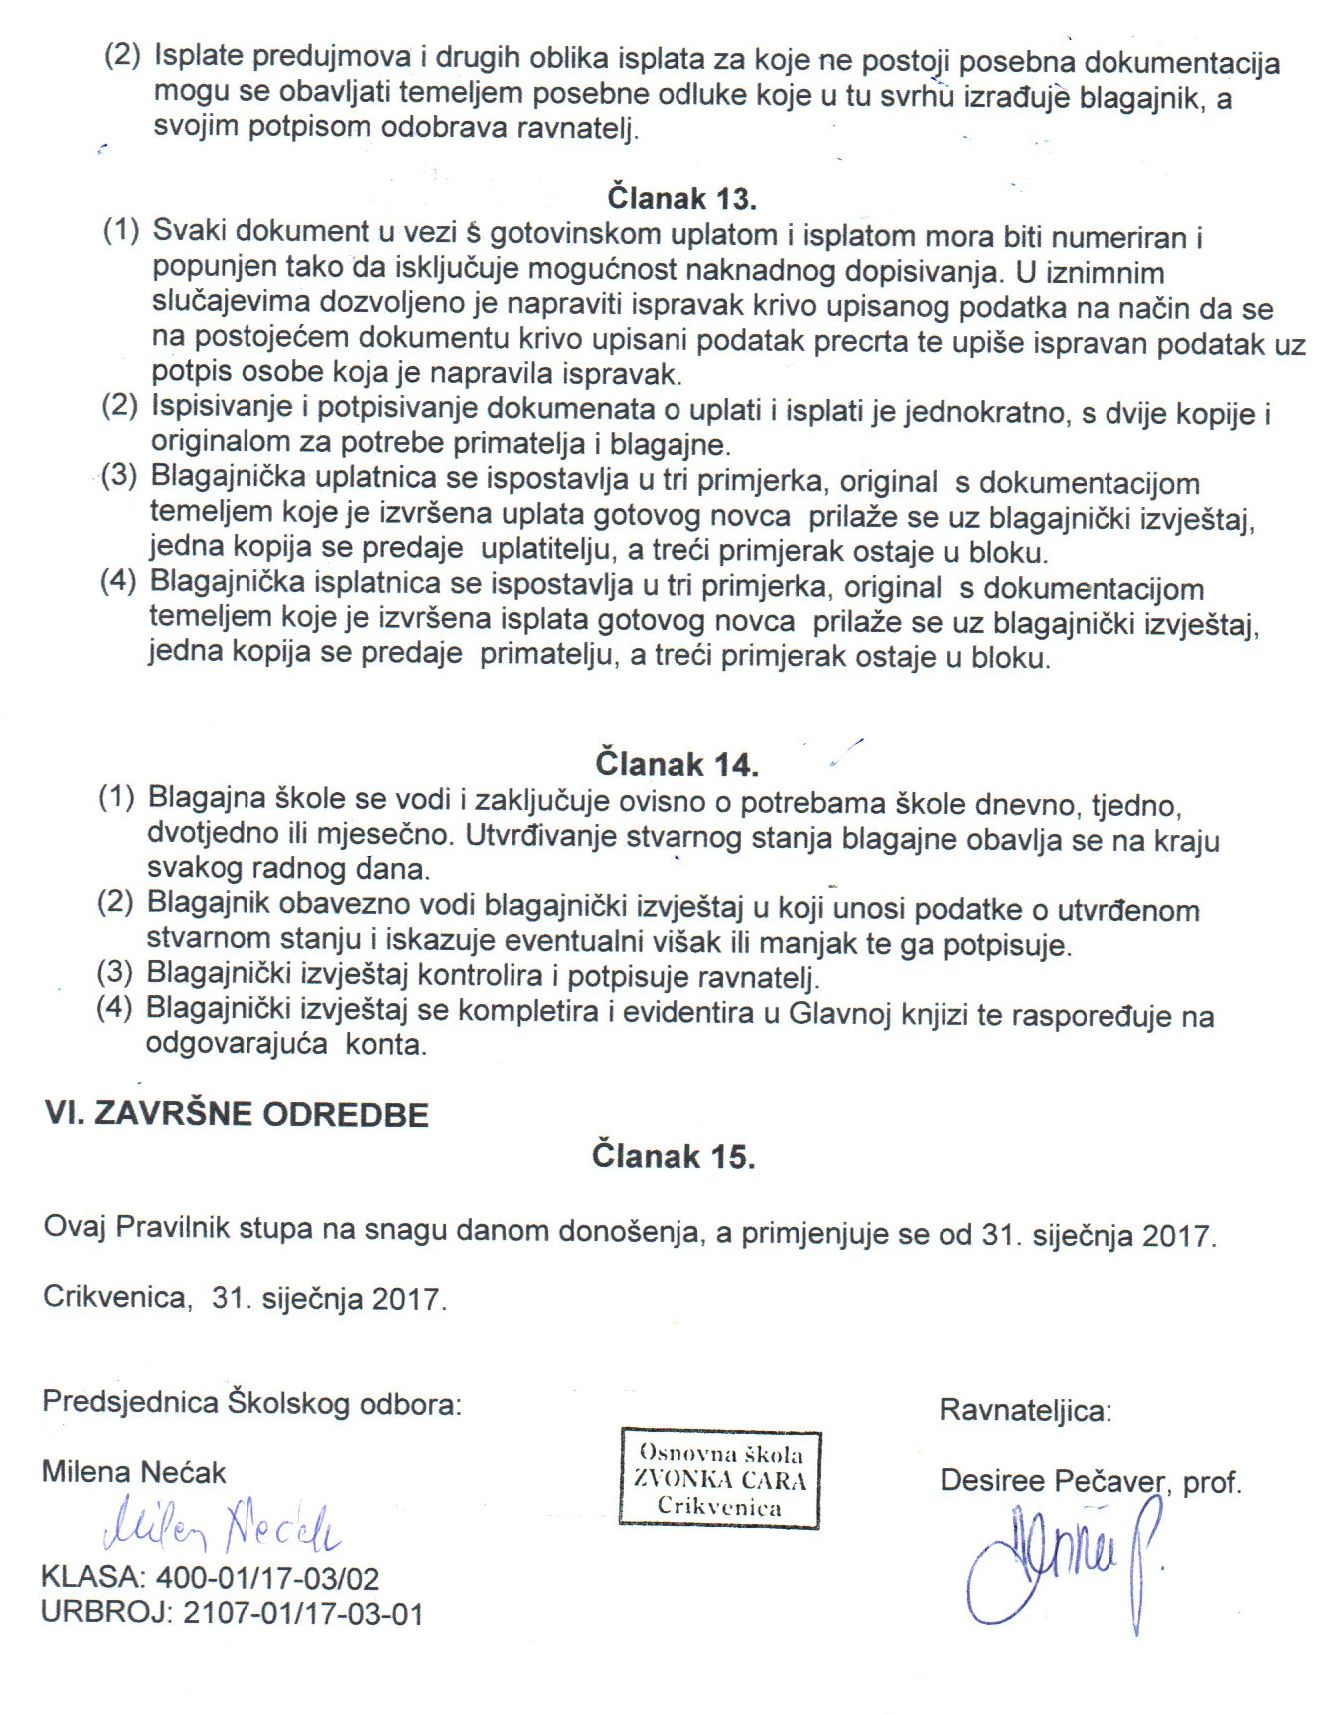 (2) Isplate predujmova i drugih oblika isplata za koje ne postoji posebna dokumentacija
mogu se obavljati temeljem posebne odluke koje u tu svrhu izrađuje blagajnik, a
svojim potpisom odobrava ravnatelj.
Članak 13.
(1) Svaki dokument u vezi s gotovinskom uplatom i isplatom mora biti numeriran i
popunjen tako da isključuje mogućnost naknadnog dopisivanja. U iznimnim
slučajevima dozvoljeno je napraviti ispravak krivo upisanog podatka na način da se
na postojećem dokumentu krivo upisani podatak precrta te upiše ispravan podatak uz
potpis osobe koja je napravila ispravak.
(2) Ispisivanje i potpisivanje dokumenata o uplati i isplati je jednokratno, s dvije kopije i
originalom za potrebe primatelja i blagajne.
(3) Blagajnička uplatnica se ispostavlja u tri primjerka, original s dokumentacijom
temeljem koje je izvršena uplata gotovog novca prilaže se uz blagajnički izvještaj,
jedna kopija se predaje uplatitelju, a treći primjerak ostaje u bloku.
(4) Blagajnička isplatnica se ispostavlja u tri primjerka, original s dokumentacijom
temeljem koje je izvršena isplata gotovog novca prilaže se uz blagajnički izvještaj,
jedna kopija se predaje primatelju, a treći primjerak ostaje u bloku.
Članak 14.
(1) Blagajna škole se vodi i zaključuje ovisno o potrebama škole dnevno, tjedno,
dvotjedno ili mjesečno. Utvrđivanje stvarnog stanja blagajne obavlja se na kraju
svakog radnog dana.
(2) Blagajnik obavezno vodi blagajnički izvještaj u koji unosi podatke o utvrđenom
stvarnom stanju i iskazuje eventualni višak ili manjak te ga potpisuje.
(3) Blagajnički izvještaj kontrolira i potpisuje ravnatelj.
(4) Blagajnički izvještaj se kompletira i evidentira u Glavnoj knjizi te raspoređuje na
odgovarajuća konta.
VI. ZAVRŠNE ODREDBE
Članak 15.
Ovaj Pravilnik stupa na snagu danom donošenja, a primjenjuje se od 31. siječnja 2017.
Crikvenica, 31. siječnja 2017.
Predsjednica Školskog odbora:
Milena Nećak
Milen Nećak
KLASA: 400-01/17-03/02
URBROJ: 2107-01/17-03-01
Osnovna škola
ZVONKA CARA
Crikvenica
Ravnateljica:
Desiree Pečaver, prof.